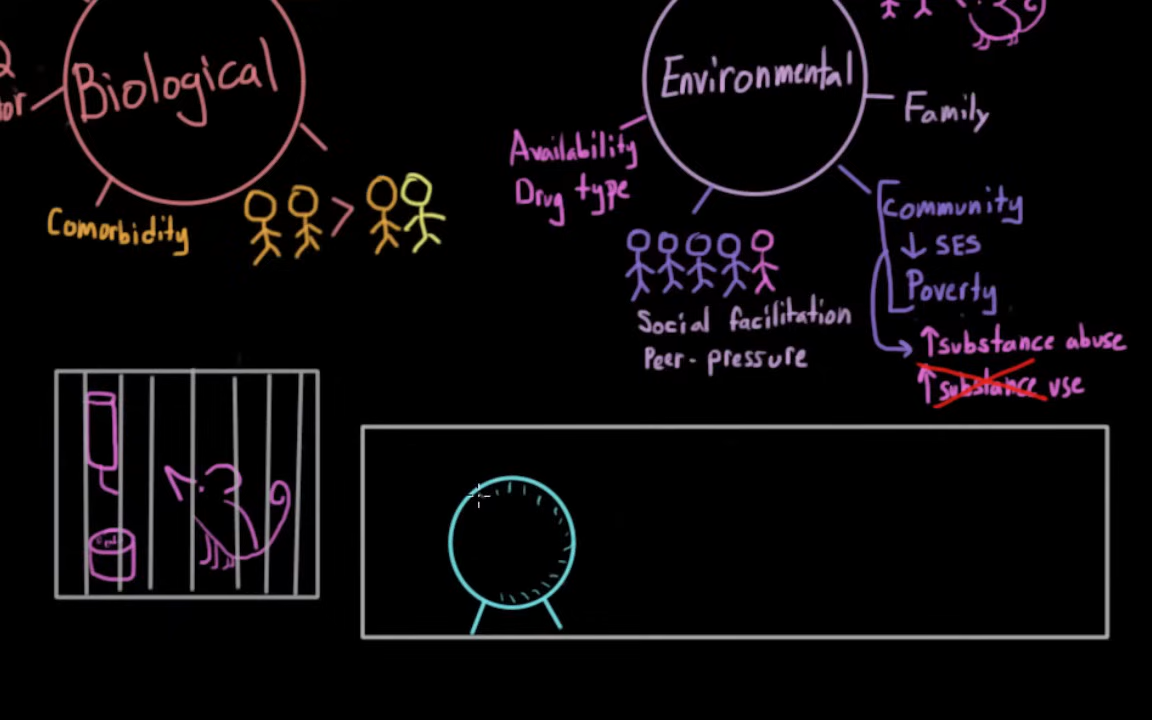 Biological
Comorbidity
>
Environmental
Availability
Drug type
Family
Community
↓ SES
Poverty
↑substance abuse
↑substance use
Social facilitation
Peer-pressure